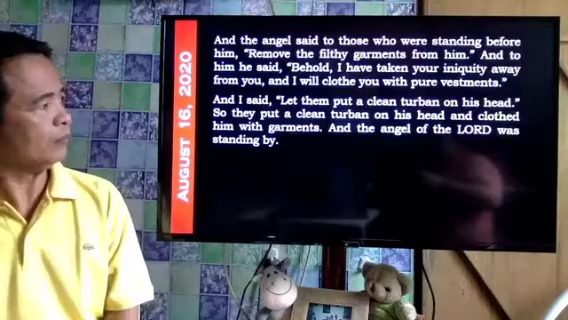 AUGUST 16, 2020
And the angel said to those who were standing before
him, “Remove the filthy garments from him.” And to
him he said, “Behold, I have taken your iniquity away
from you, and I will clothe you with pure vestments.”
And I said, “Let them put a clean turban on his head.”
So they put a clean turban on his head and clothed
him with garments. And the angel of the LORD was
standing by.